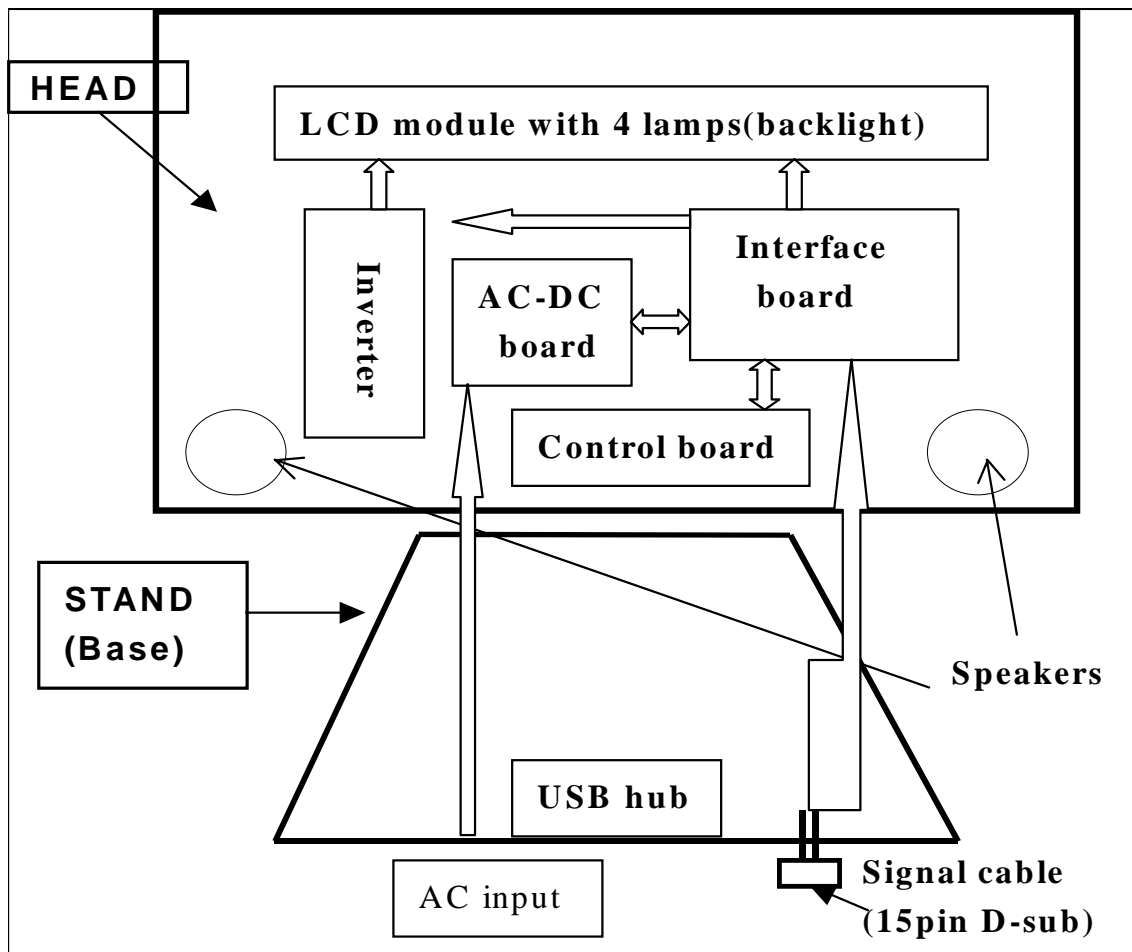 HEAD
LCD module with 4 lamps(backlight)
Inverter
Interface
board
AC-DC
board
Control board
STAND
(Base)
Speakers
USB hub
AC input
Signal cable
(15pin D-sub)